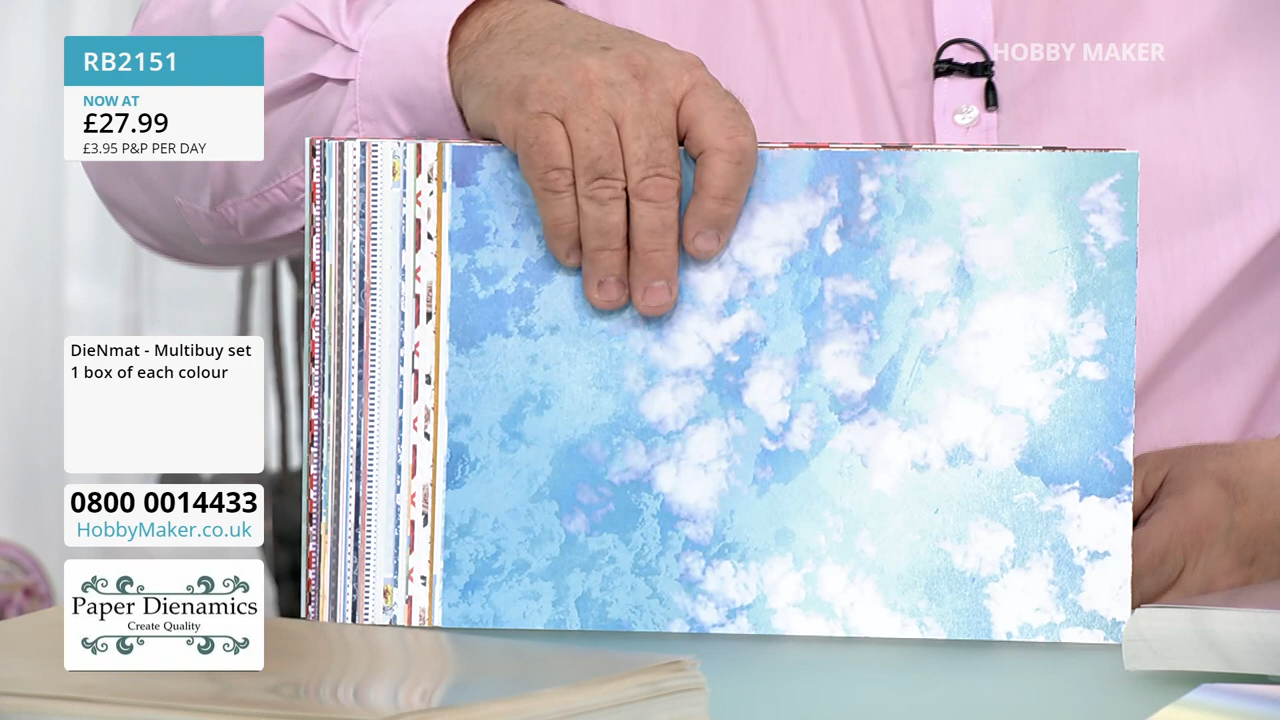 RB2151
NOW AT
£27.99
£3.95 P&P PER DAY
HOBBY MAKER
DieNmat - Multibuy set
1 box of each colour
0800 0014433
HobbyMaker.co.uk
Paper Dienamics
Create Quality